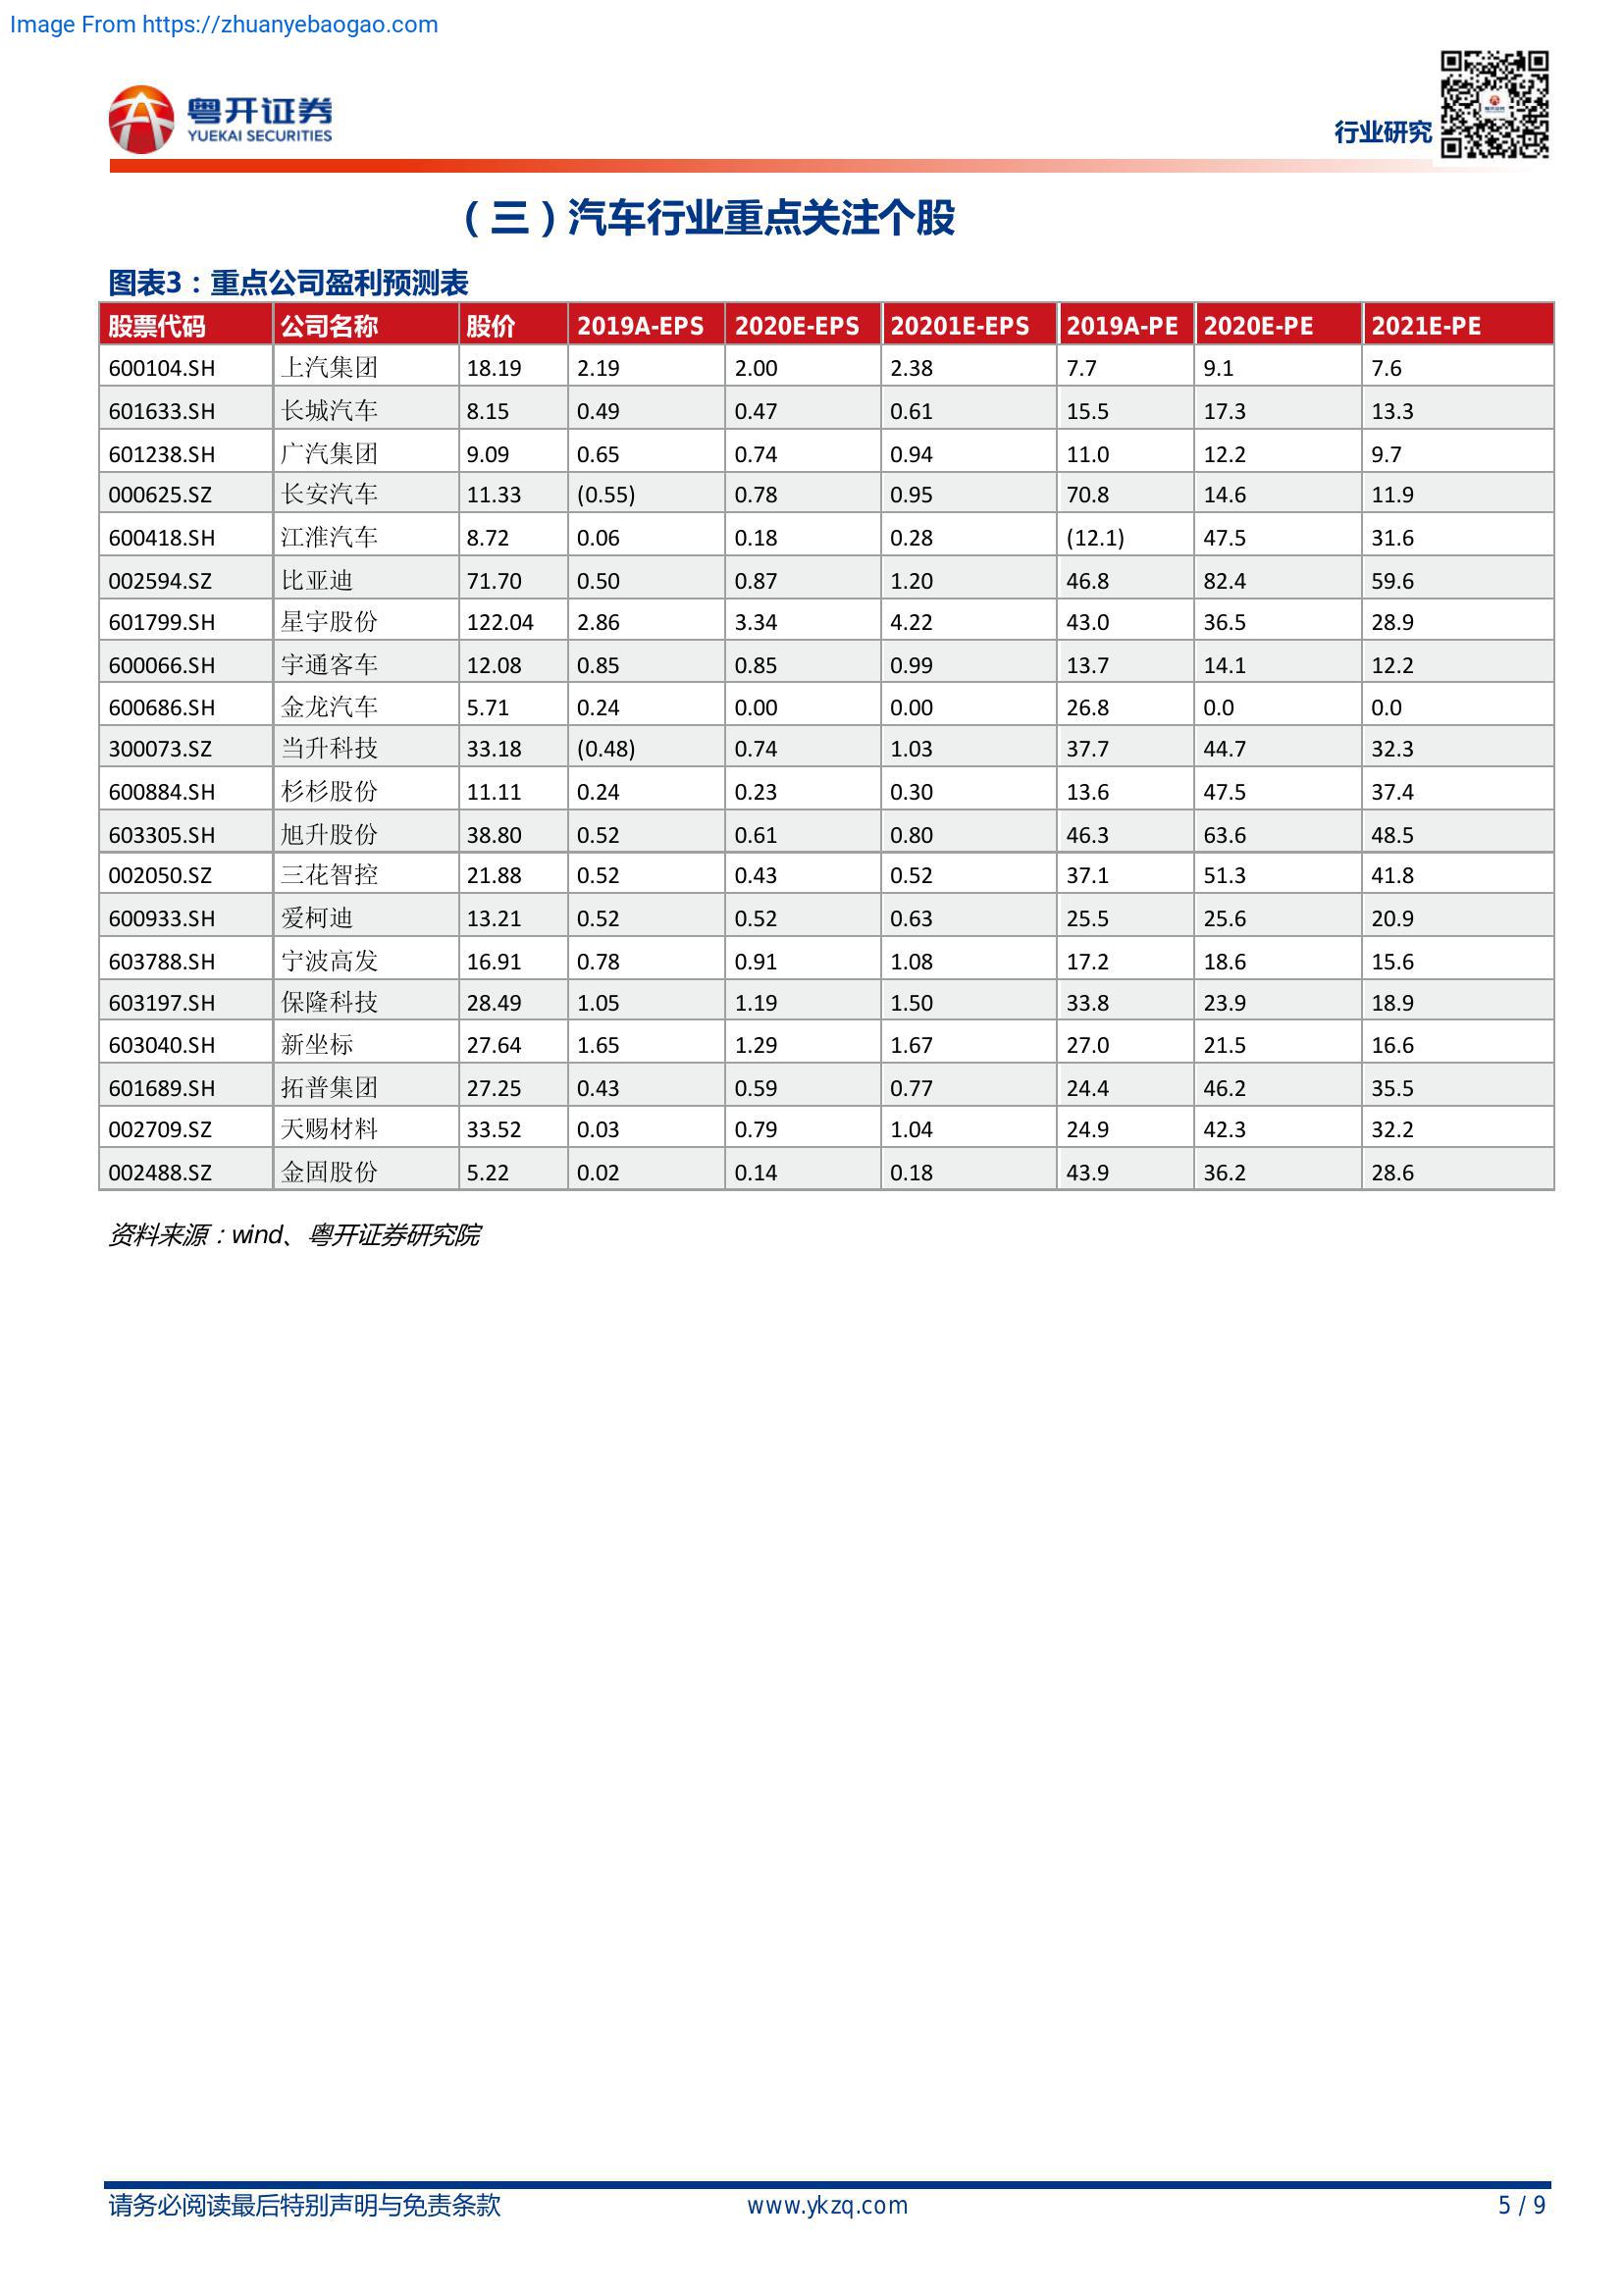 Image From https://zhuanyebaogao.com
粤开证券
YUEKAI SECURITIES
行业研究
（三）汽车行业重点关注个股
图表3：重点公司盈利预测表
股票代码 公司名称 股价 2019A-EPS 2020E-EPS 20201E-EPS 2019A-PE 2020E-PE 2021E-PE
600104.SH 上汽集团 18.19 2.19 2.00 2.38 7.7 9.1 7.6
601633.SH 长城汽车 8.15 0.49 0.47 0.61 15.5 17.3 13.3
601238.SH 广汽集团 9.09 0.65 0.74 0.94 11.0 12.2 9.7
000625.SZ 长安汽车 11.33 (0.55) 0.78 0.95 70.8 14.6 11.9
600418.SH 江淮汽车 8.72 0.06 0.18 0.28 (12.1) 47.5 31.6
002594.SZ 比亚迪 71.70 0.50 0.87 1.20 46.8 82.4 59.6
601799.SH 星宇股份 122.04 2.86 3.34 4.22 43.0 36.5 28.9
600066.SH 宇通客车 12.08 0.85 0.85 0.99 13.7 14.1 12.2
600686.SH 金龙汽车 5.71 0.24 0.00 0.00 26.8 0.0 0.0
300073.SZ 当升科技 33.18 (0.48) 0.74 1.03 37.7 44.7 32.3
600884.SH 杉杉股份 11.11 0.24 0.23 0.30 13.6 47.5 37.4
603305.SH 旭升股份 38.80 0.52 0.61 0.80 46.3 63.6 48.5
002050.SZ 三花智控 21.88 0.52 0.43 0.52 37.1 51.3 41.8
600933.SH 爱柯迪 13.21 0.52 0.52 0.63 25.5 25.6 20.9
603788.SH 宁波高发 16.91 0.78 0.91 1.08 17.2 18.6 15.6
603197.SH 保隆科技 28.49 1.05 1.19 1.50 33.8 23.9 18.9
603040.SH 新坐标 27.64 1.65 1.29 1.67 27.0 21.5 16.6
601689.SH 拓普集团 27.25 0.43 0.59 0.77 24.4 46.2 35.5
002709.SZ 天赐材料 33.52 0.03 0.79 1.04 24.9 42.3 32.2
002488.SZ 金固股份 5.22 0.02 0.14 0.18 43.9 36.2 28.6
资料来源：wind、粤开证券研究院
请务必阅读最后特别声明与免责条款 www.ykzq.com 5 / 9